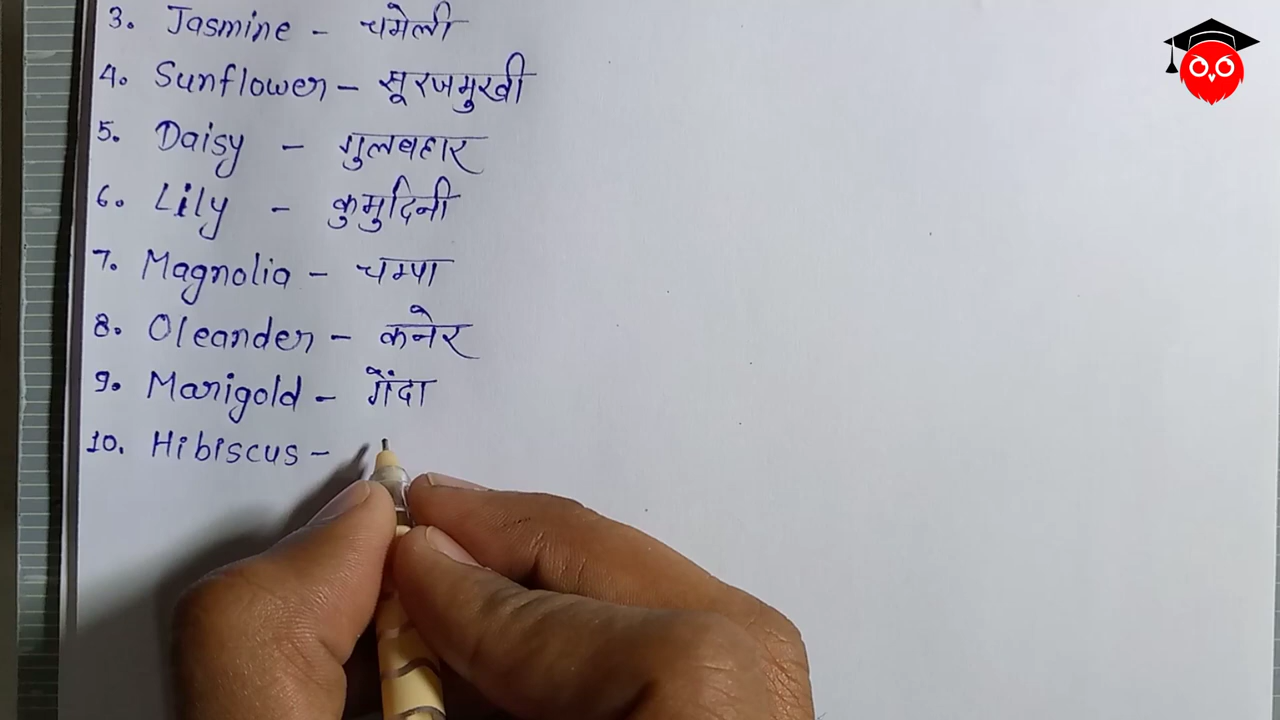 3. Jasmine - चमेली
4. Sunflower - सूरजमुखी
5. Daisy - गुलबहार
6. Lily - कुमुदिनी
7. Magnolia - चम्पा
8. Oleander - कनेर
9. Marigold - गेंदा
10. Hibiscus -